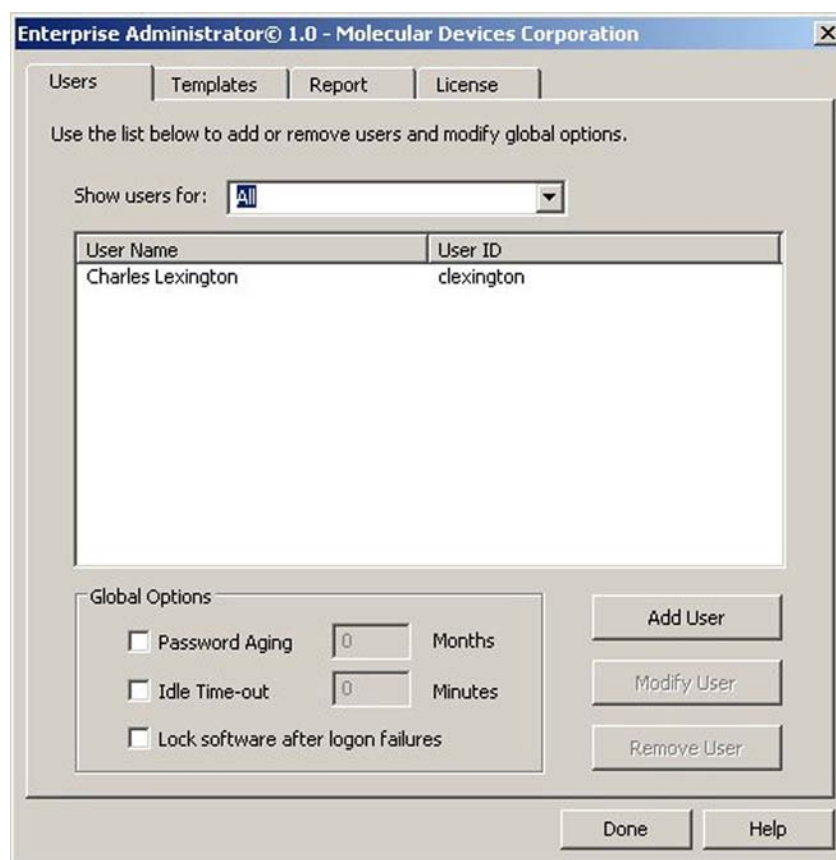 Enterprise Administrator© 1.0 - Molecular Devices Corporation
Users Templates Report License
Use the list below to add or remove users and modify global options.
Show users for: All
User Name User ID
Charles Lexington clexington
Global Options
Password Aging 0 Months
Idle Time-out 0 Minutes
Lock software after logon failures
Add User
Modify User
Remove User
Done Help